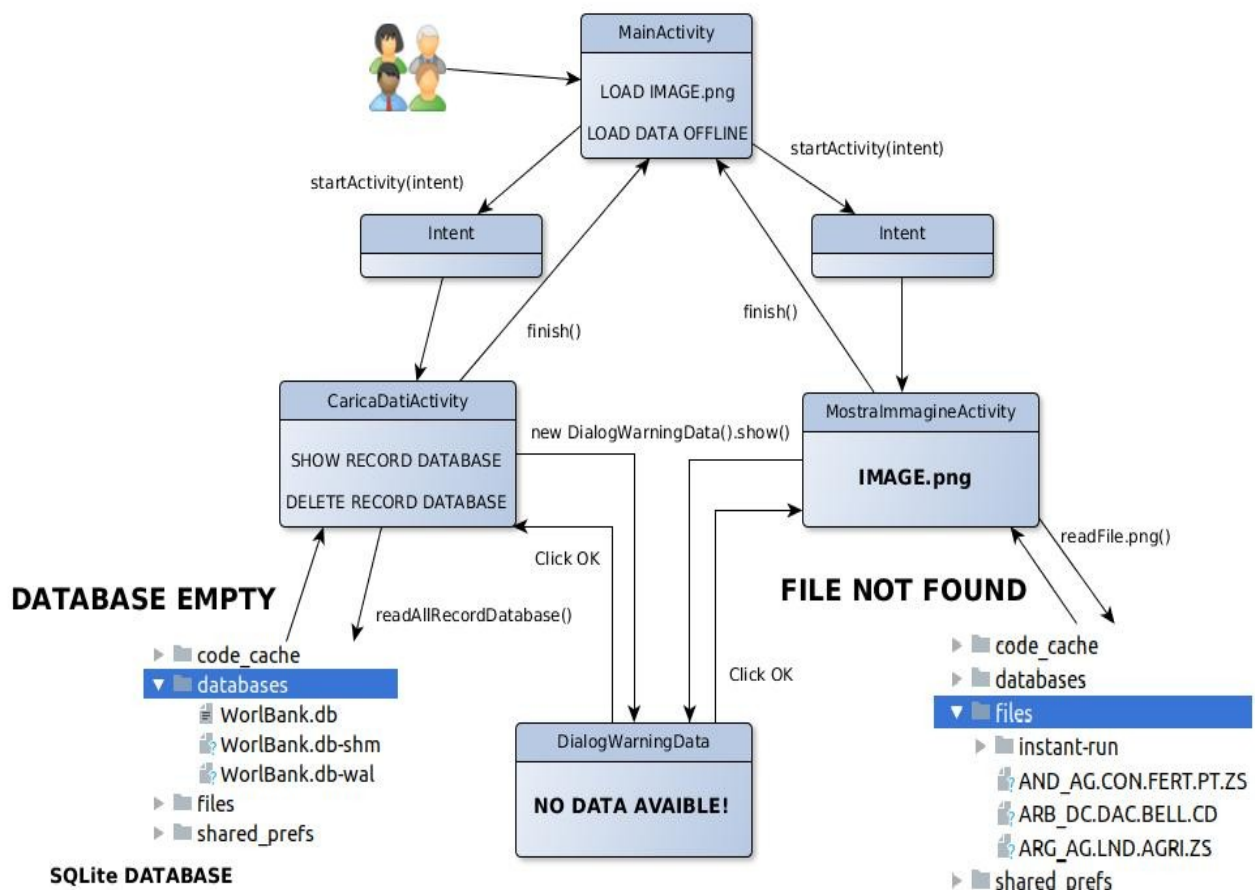 MainActivity
LOAD IMAGE.png
LOAD DATA OFFLINE
startActivity(intent)
startActivity(intent)
Intent
Intent
finish()
finish()
CaricaDatiActivity
SHOW RECORD DATABASE
DELETE RECORD DATABASE
new DialogWarningData().show()
MostraImmagineActivity
IMAGE.png
Click OK
readFile.png()
DATABASE EMPTY
readAllRecordDatabase()
FILE NOT FOUND
code_cache
databases
WorlBank.db
WorlBank.db-shm
WorlBank.db-wal
files
shared_prefs
SQLite DATABASE
Click OK
DialogWarningData
NO DATA AVAIBLE!
code_cache
databases
files
instant-run
AND_AG.CON.FERT.PT.ZS
ARB_DC.DAC.BELL.CD
ARG_AG.LND.AGRI.ZS
shared_prefs